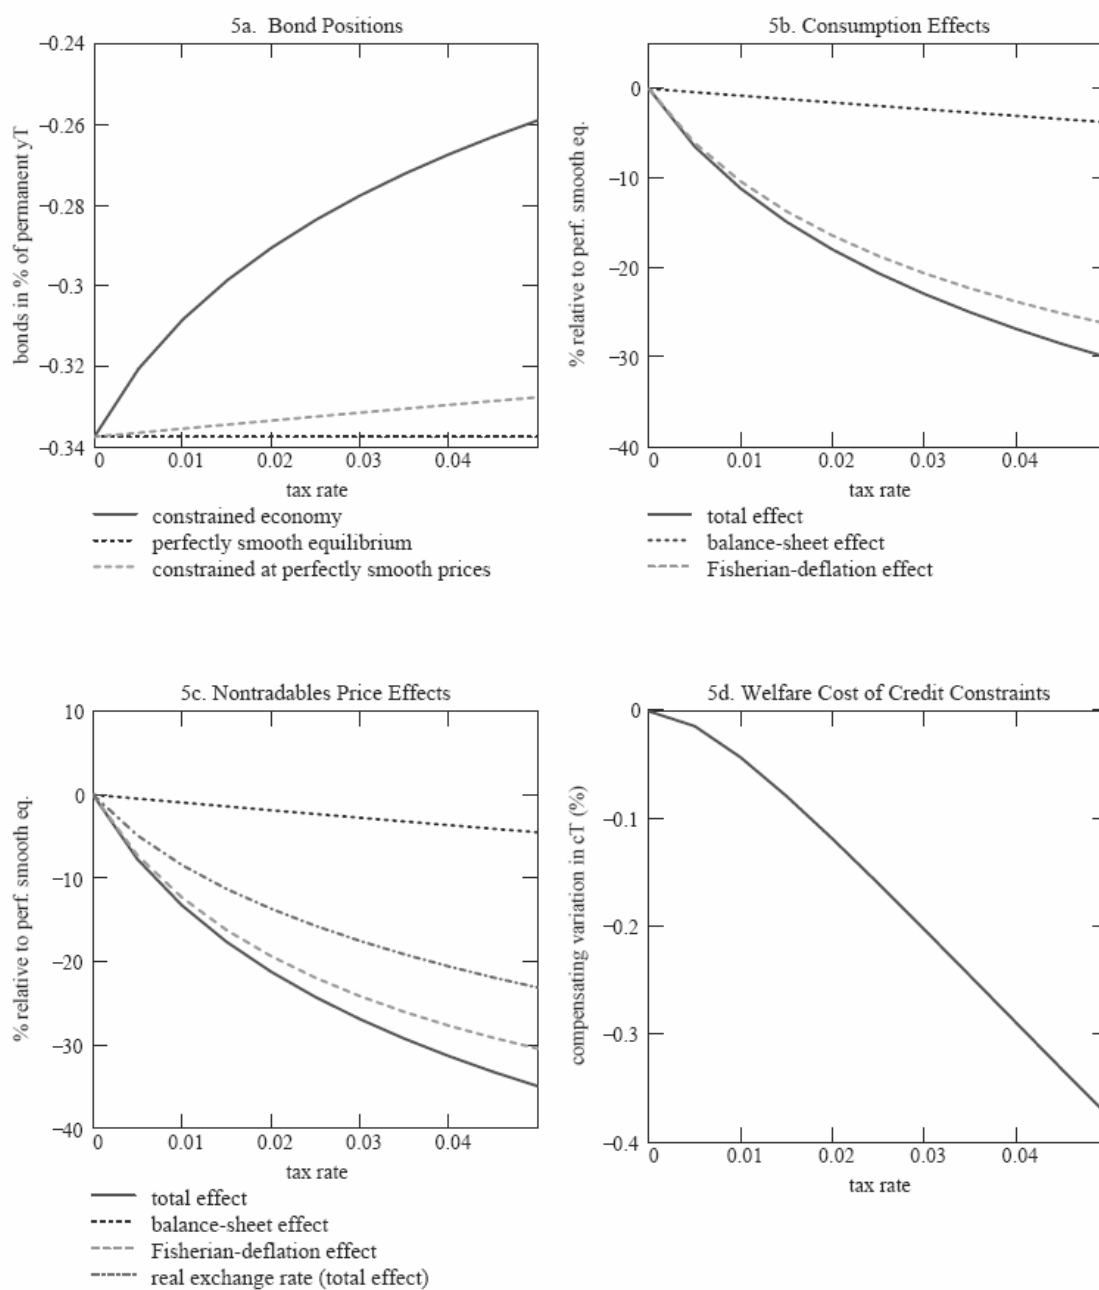 5a. Bond Positions
−0.24
−0.26
−0.28
−0.3
−0.32
−0.34
bonds in % of permanent yT
0 0.01 0.02 0.03 0.04
tax rate
constrained economy
perfectly smooth equilibrium
constrained at perfectly smooth prices
5b. Consumption Effects
0
−10
−20
−30
−40
% relative to perf. smooth eq.
0 0.01 0.02 0.03 0.04
tax rate
total effect
balance-sheet effect
Fisherian-deflation effect
5c. Nontradables Price Effects
10
0
−10
−20
−30
−40
% relative to perf. smooth eq.
0 0.01 0.02 0.03 0.04
tax rate
total effect
balance-sheet effect
Fisherian-deflation effect
real exchange rate (total effect)
5d. Welfare Cost of Credit Constraints
0
−0.1
−0.2
−0.3
−0.4
compensating variation in cT (%)
0 0.01 0.02 0.03 0.04
tax rate